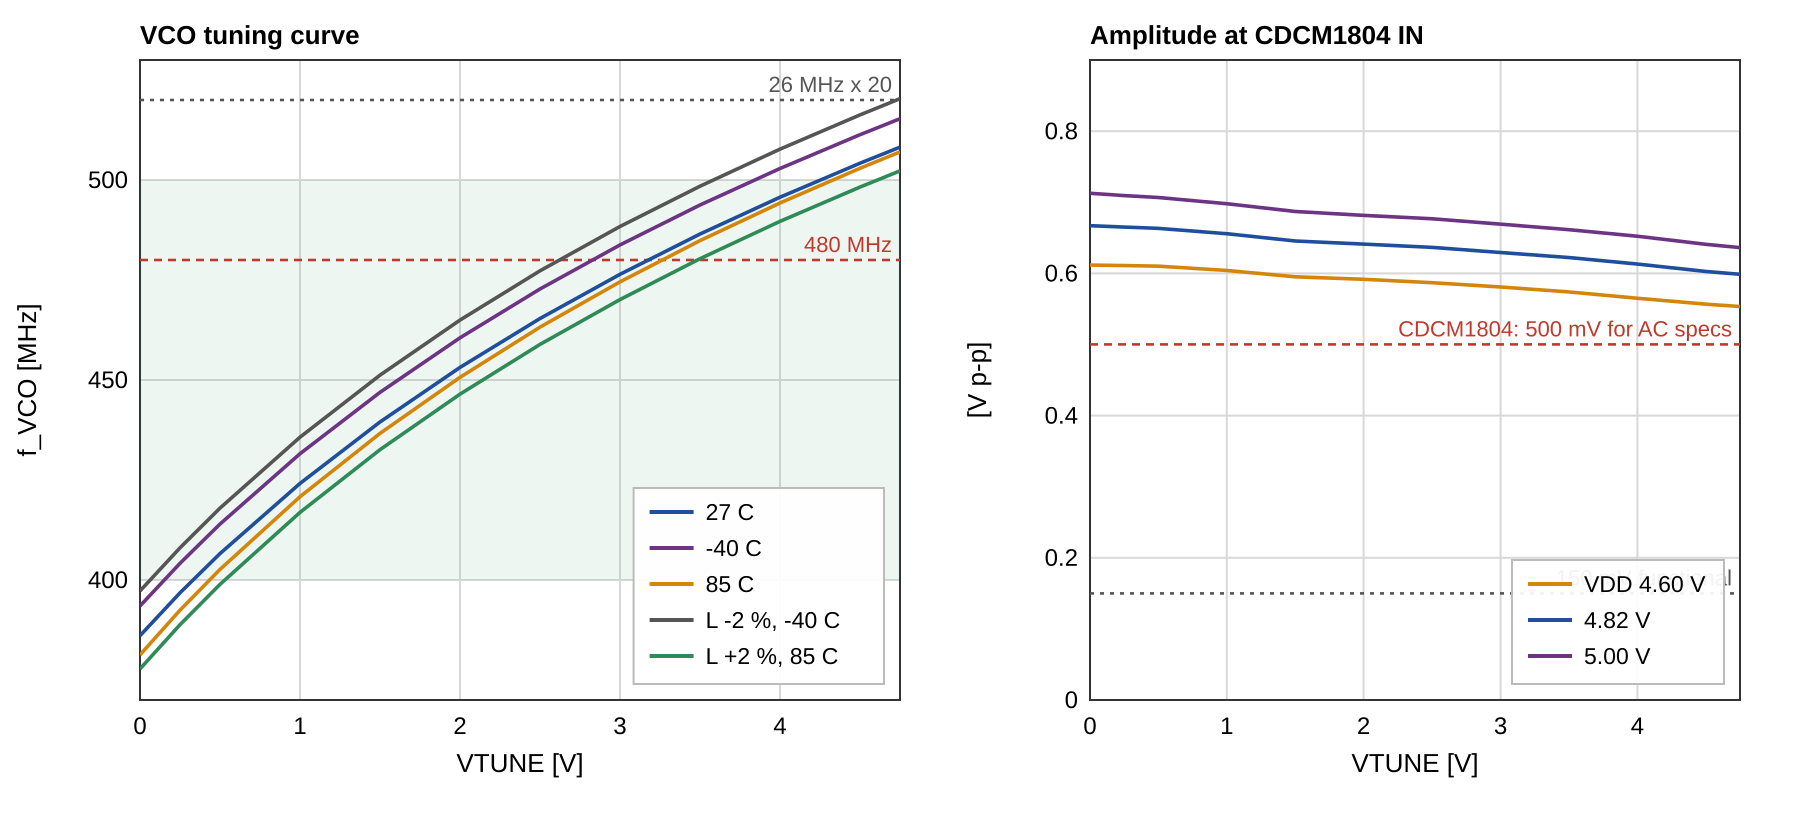 VCO tuning curve
26 MHz x 20
480 MHz
500
450
400
f_VCO [MHz]
27 C
-40 C
85 C
L -2 %, -40 C
L +2 %, 85 C
0 1 2 3 4
VTUNE [V]
Amplitude at CDCM1804 IN
0.8
0.6
0.4
0.2
0
[V p-p]
CDCM1804: 500 mV for AC specs
VDD 4.60 V
4.82 V
5.00 V
0 1 2 3 4
VTUNE [V]